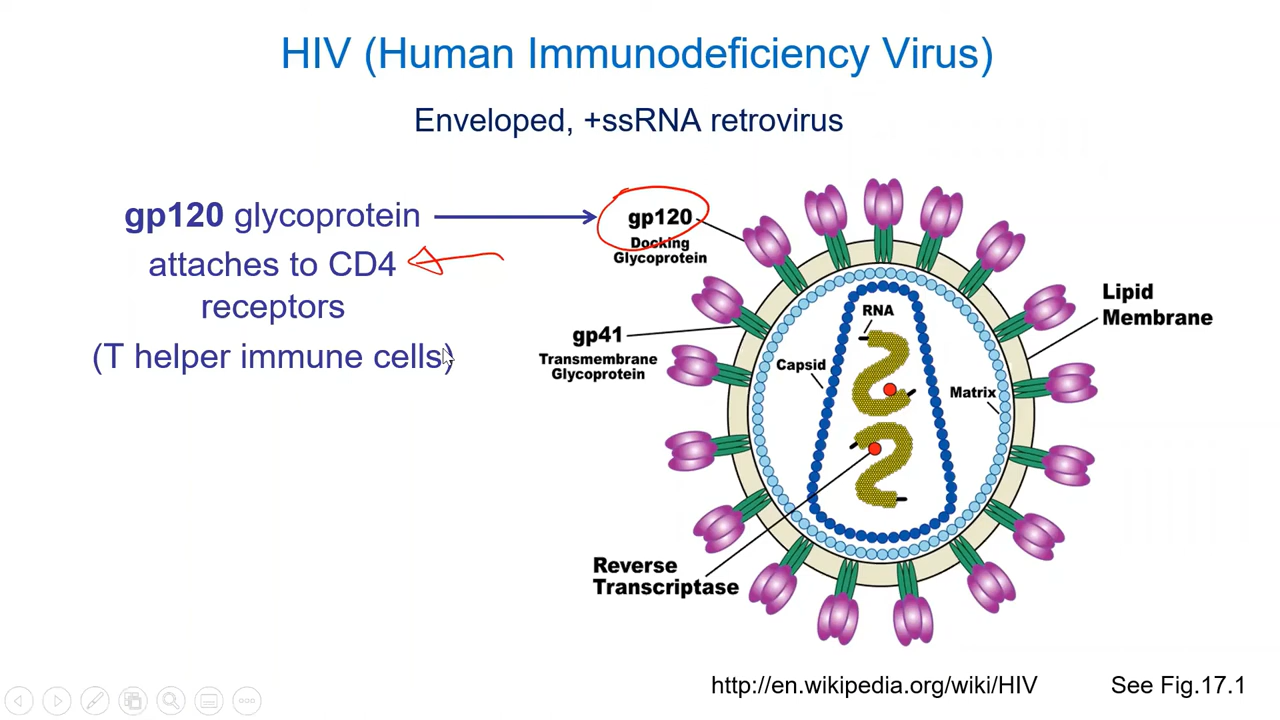 HIV (Human Immunodeficiency Virus)
Enveloped, +ssRNA retrovirus
gp120 glycoprotein
attaches to CD4
receptors
(T helper immune cells)
gp120
Docking
Glycoprotein
gp41
Transmembrane
Glycoprotein
RNA
Capsid
Matrix
Lipid
Membrane
Reverse
Transcriptase
http://en.wikipedia.org/wiki/HIV
See Fig.17.1